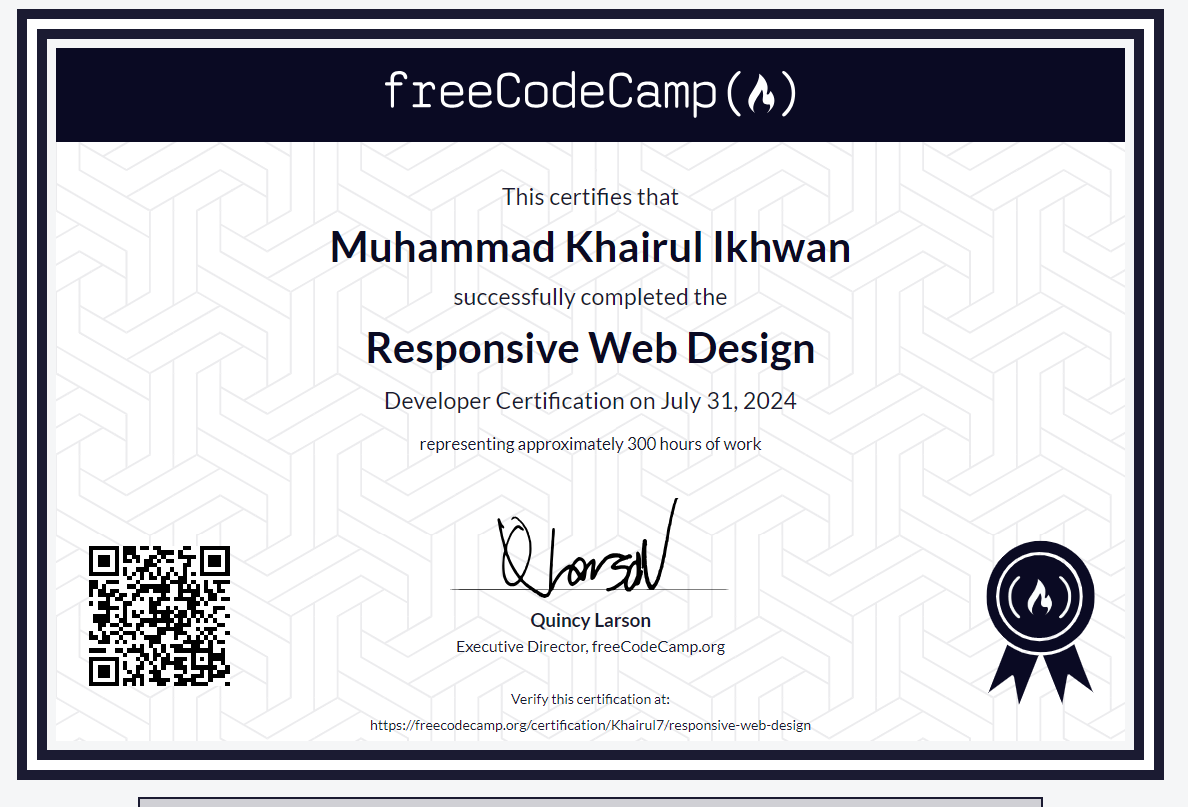 freeCodeCamp(🔥)
This certifies that
Muhammad Khairul Ikhwan
successfully completed the
Responsive Web Design
Developer Certification on July 31, 2024
representing approximately 300 hours of work
Q Larson
Quincy Larson
Executive Director, freeCodeCamp.org
Verify this certification at:
https://freecodecamp.org/certification/Khairul7/responsive-web-design